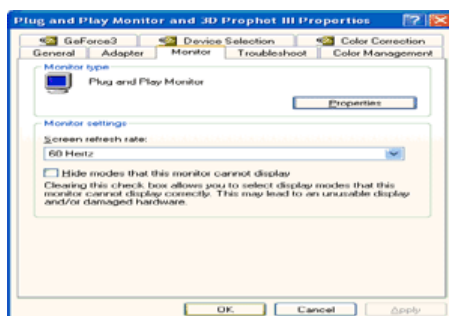 Plug and Play Monitor and 3D Prophet III Properties
GeForce3 Device Selection Color Correction
General Adapter Monitor Troubleshoot Color Management
Monitor type
Plug and Play Monitor
Properties
Monitor settings
Screen refresh rate:
60 Hertz
Hide modes that this monitor cannot display
Clearing this check box allows you to select display modes that this
monitor cannot display correctly. This may lead to an unusable display
and/or damaged hardware.
OK Cancel Apply